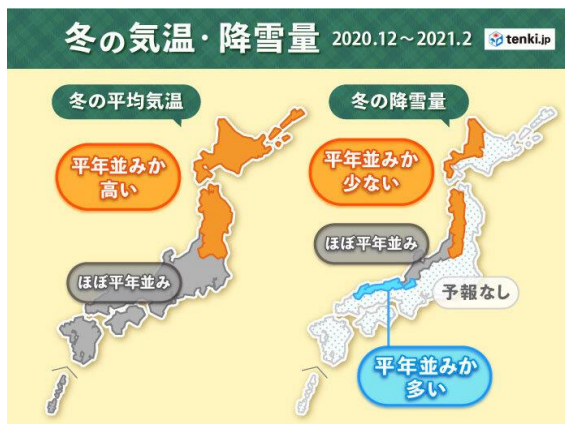 冬の気温・降雪量 2020.12～2021.2 tenki.jp
冬の平均気温
平年並みか
高い
ほぼ平年並み
冬の降雪量
平年並みか
少ない
ほぼ平年並み
予報なし
平年並みか
多い